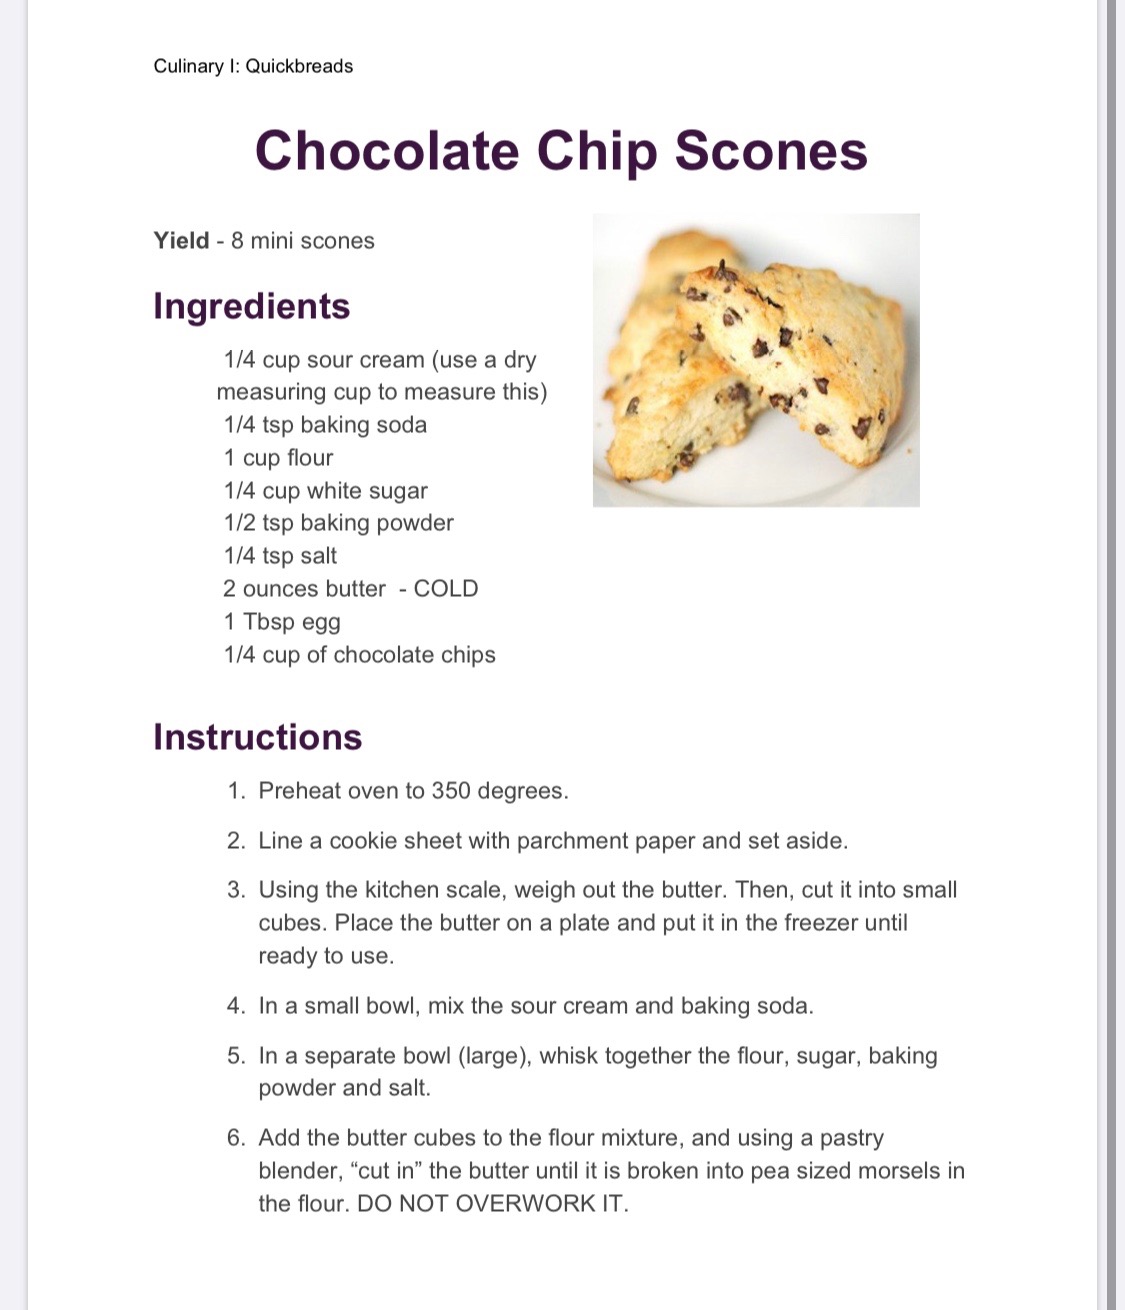 Culinary I: Quickbreads
Chocolate Chip Scones
Yield - 8 mini scones
Ingredients
1/4 cup sour cream (use a dry
measuring cup to measure this)
1/4 tsp baking soda
1 cup flour
1/4 cup white sugar
1/2 tsp baking powder
1/4 tsp salt
2 ounces butter  - COLD
1 Tbsp egg
1/4 cup of chocolate chips
Instructions
1. Preheat oven to 350 degrees.
2. Line a cookie sheet with parchment paper and set aside.
3. Using the kitchen scale, weigh out the butter. Then, cut it into small
cubes. Place the butter on a plate and put it in the freezer until
ready to use.
4. In a small bowl, mix the sour cream and baking soda.
5. In a separate bowl (large), whisk together the flour, sugar, baking
powder and salt.
6. Add the butter cubes to the flour mixture, and using a pastry
blender, “cut in” the butter until it is broken into pea sized morsels in
the flour. DO NOT OVERWORK IT.